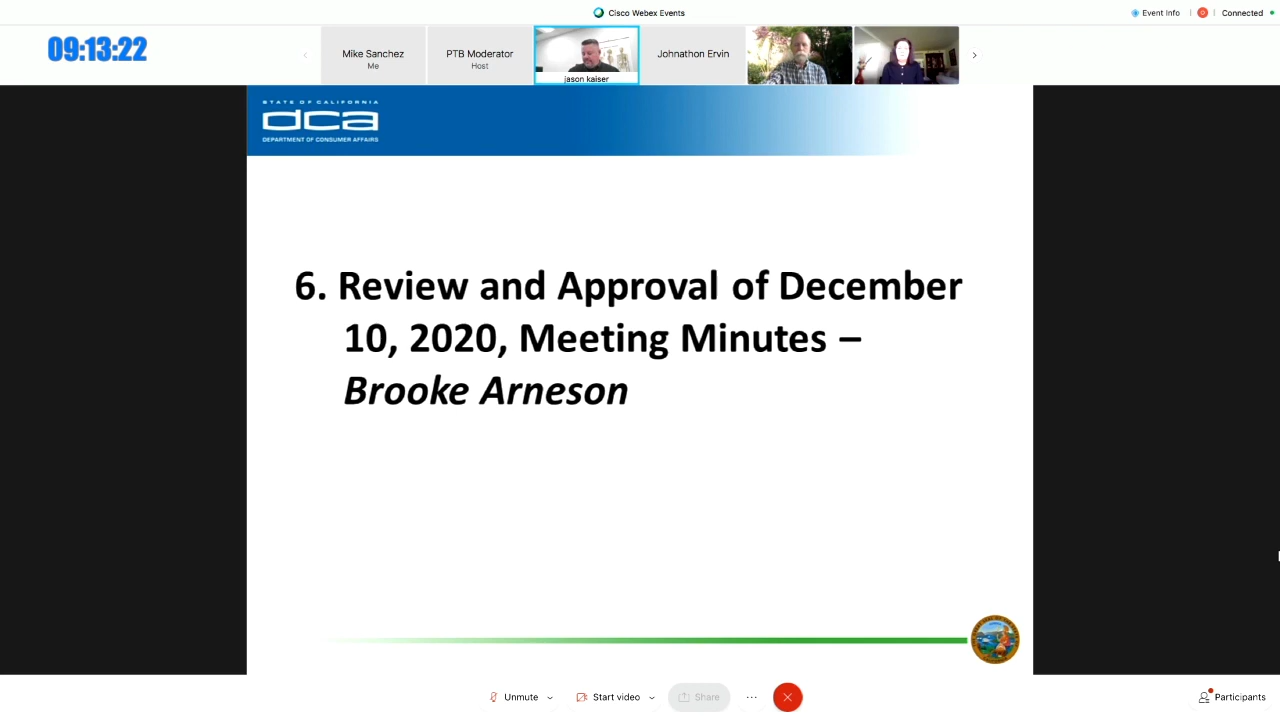 Cisco Webex Events
Event Info
Connected
09:13:22
Mike Sanchez
Me
PTB Moderator
Host
jason kaiser
Johnathon Ervin
STATE OF CALIFORNIA
dca
DEPARTMENT OF CONSUMER AFFAIRS
6. Review and Approval of December
10, 2020, Meeting Minutes –
Brooke Arneson
Unmute
Start video
Share
Participants